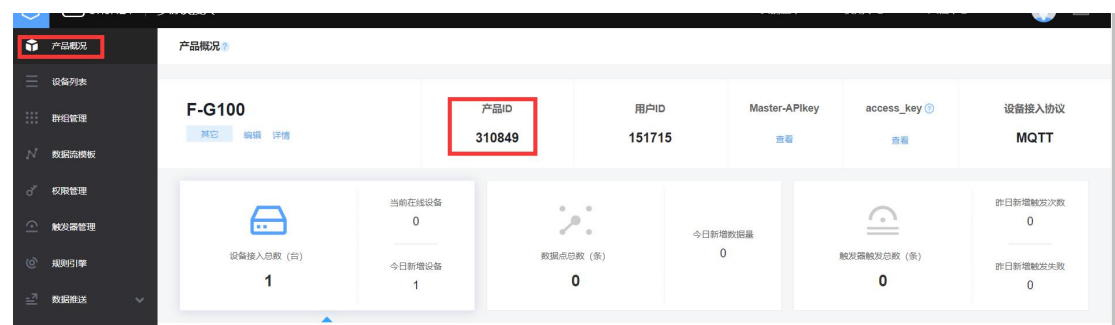 产品概况
设备列表
群组管理
数据流模板
权限管理
触发器管理
规则引擎
数据推送
产品概况?
F-G100
其它 编辑 详情
产品ID
310849
用户ID
151715
Master-APIkey
查看
access_key ?
查看
设备接入协议
MQTT
设备接入总数 (台)
1
当前在线设备
0
今日新增设备
1
数据点总数 (条)
0
今日新增数据量
0
触发器触发总数 (条)
0
昨日新增触发次数
0
昨日新增触发失败
0